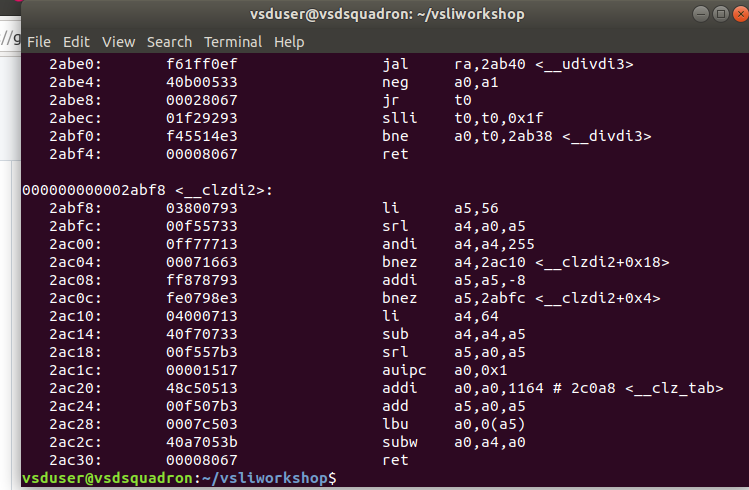 vsduser@vsdsquadron: ~/vsliworkshop
File Edit View Search Terminal Help
2abe0: f61ff0ef jal ra,2ab40 <__udivdi3>
2abe4: 40b00533 neg a0,a1
2abe8: 00028067 jr t0
2abec: 01f29293 slli t0,t0,0x1f
2abf0: f45514e3 bne a0,t0,2ab38 <__divdi3>
2abf4: 00008067 ret
000000000002abf8 <__clzdi2>:
2abf8: 03800793 li a5,56
2abfc: 00f55733 srl a4,a0,a5
2ac00: 0ff77713 andi a4,a4,255
2ac04: 00071663 bnez a4,2ac10 <__clzdi2+0x18>
2ac08: ff878793 addi a5,a5,-8
2ac0c: fe0798e3 bnez a5,2abfc <__clzdi2+0x4>
2ac10: 04000713 li a4,64
2ac14: 40f70733 sub a4,a4,a5
2ac18: 00f557b3 srl a5,a0,a5
2ac1c: 00001517 auipc a0,0x1
2ac20: 48c50513 addi a0,a0,1164 # 2c0a8 <__clz_tab>
2ac24: 00f507b3 add a5,a0,a5
2ac28: 0007c503 lbu a0,0(a5)
2ac2c: 40a7053b subw a0,a4,a0
2ac30: 00008067 ret
vsduser@vsdsquadron:~/vsliworkshop$